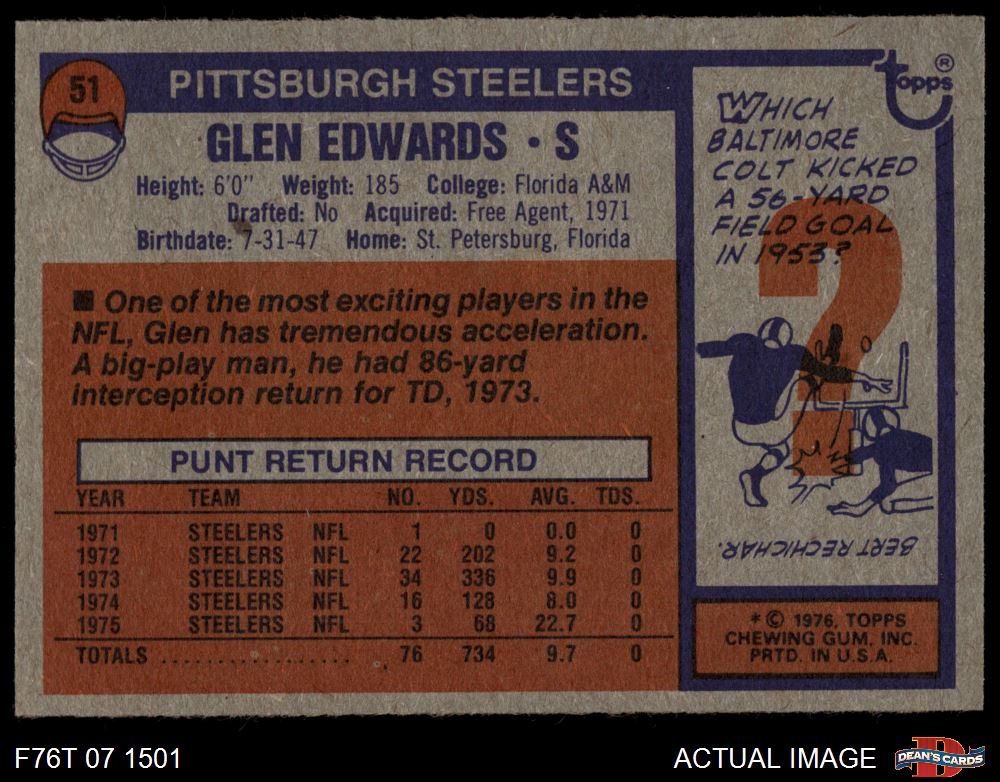 51
PITTSBURGH STEELERS
GLEN EDWARDS • S
Height: 6'0" Weight: 185 College: Florida A&M
Drafted: No Acquired: Free Agent, 1971
Birthdate: 7-31-47 Home: St. Petersburg, Florida
■ One of the most exciting players in the
NFL, Glen has tremendous acceleration.
A big-play man, he had 86-yard
interception return for TD, 1973.
PUNT RETURN RECORD
YEAR TEAM NO. YDS. AVG. TDS.
1971 STEELERS NFL 1 0 0.0 0
1972 STEELERS NFL 22 202 9.2 0
1973 STEELERS NFL 34 336 9.9 0
1974 STEELERS NFL 16 128 8.0 0
1975 STEELERS NFL 3 68 22.7 0
TOTALS .................. 76 734 9.7 0
topps®
WHICH
BALTIMORE
COLT KICKED
A 56-YARD
FIELD GOAL
IN 1953?
?
BERT RECHICHAR.
*© 1976, TOPPS
CHEWING GUM, INC.
PRTD. IN U.S.A.
F76T 07 1501
ACTUAL IMAGE
D
DEAN'S CARDS